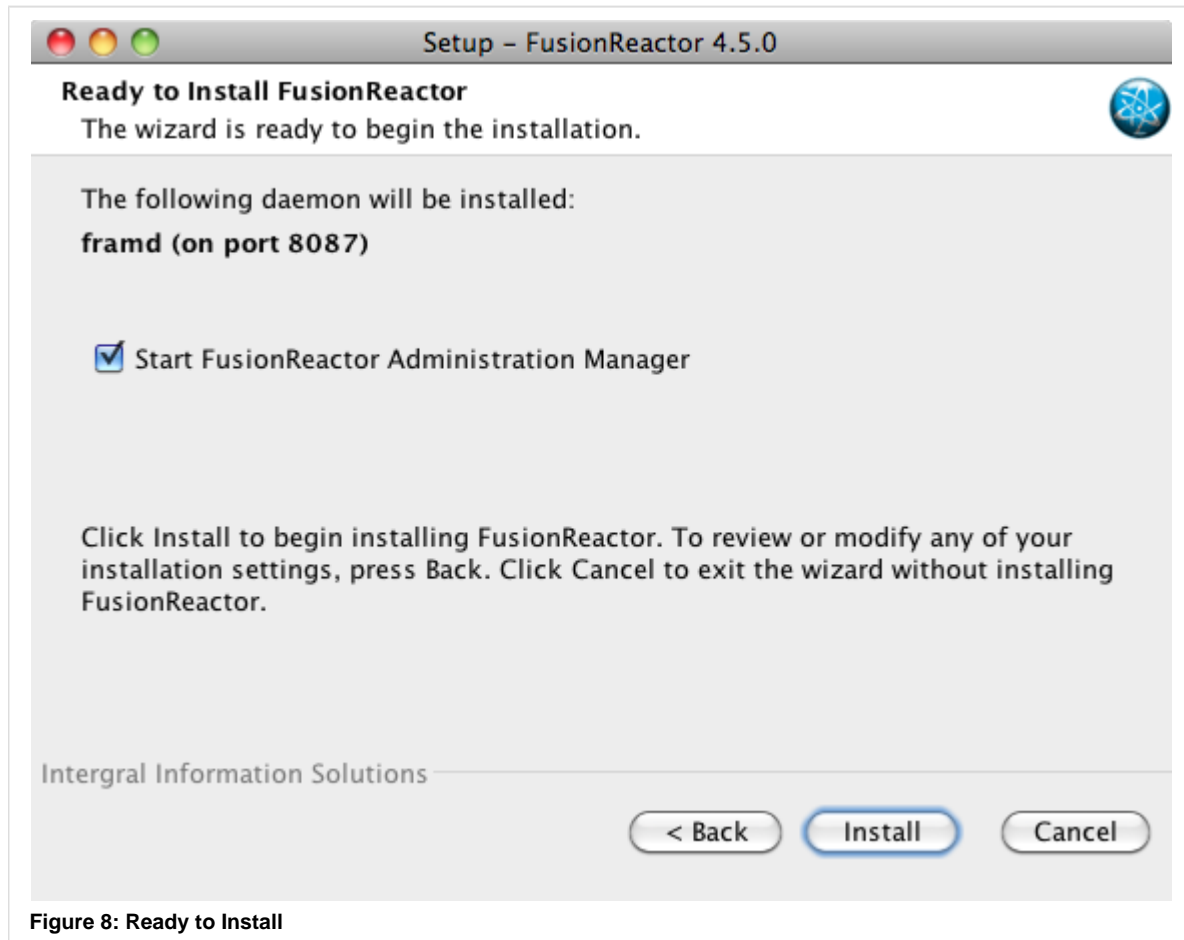 Setup – FusionReactor 4.5.0
Ready to Install FusionReactor
The wizard is ready to begin the installation.
The following daemon will be installed:
framd (on port 8087)
Start FusionReactor Administration Manager
Click Install to begin installing FusionReactor. To review or modify any of your
installation settings, press Back. Click Cancel to exit the wizard without installing
FusionReactor.
Intergral Information Solutions
< Back Install Cancel
Figure 8: Ready to Install